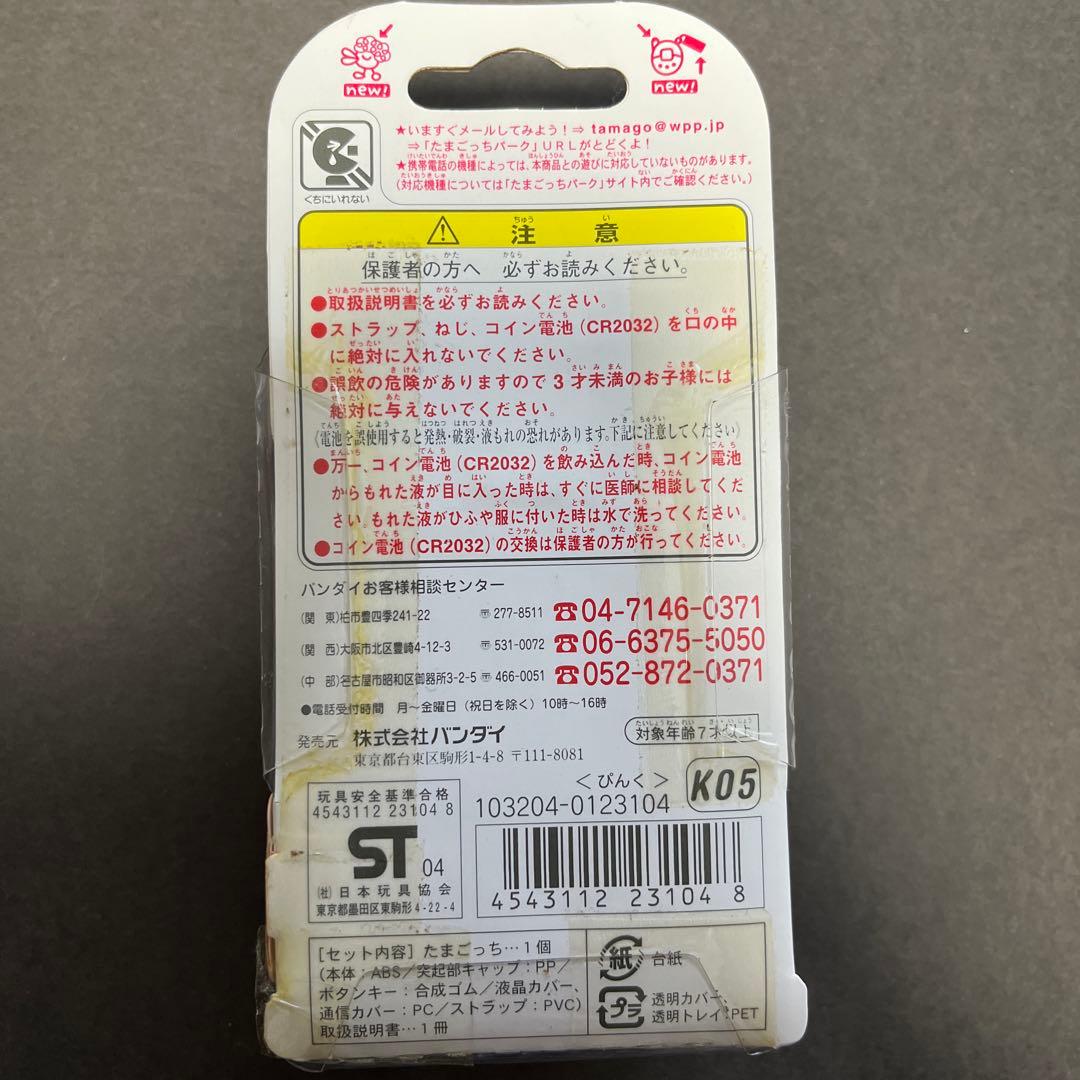 new!
new!
★いますぐメールしてみよう！⇒ tamago@wpp.jp
⇒「たまごっちパーク」URLがとどくよ！
★携帯電話の機種によっては、本商品との遊びに対応していないものがあります。
（対応機種については「たまごっちパーク」サイト内でご確認ください。）
くちにいれない
注意
保護者の方へ 必ずお読みください。
●取扱説明書を必ずお読みください。
●ストラップ、ねじ、コイン電池（CR2032）を口の中
に絶対に入れないでください。
●誤飲の危険がありますので3才未満のお子様には
絶対に与えないでください。
〈電池を誤使用すると発熱・破裂・液もれの恐れがあります。下記に注意してください〉
●万一、コイン電池（CR2032）を飲み込んだ時、コイン電池
からもれた液が目に入った時は、すぐに医師に相談してくだ
さい。もれた液がひふや服に付いた時は水で洗ってください。
●コイン電池（CR2032）の交換は保護者の方が行ってください。
バンダイお客様相談センター
（関 東）柏市豊四季241-22 〒277-8511 ☎04-7146-0371
（関 西）大阪市北区豊崎4-12-3 〒531-0072 ☎06-6375-5050
（中 部）名古屋市昭和区御器所3-2-5 〒466-0051 ☎052-872-0371
●電話受付時間 月～金曜日（祝日を除く）10時～16時
発売元 株式会社バンダイ
東京都台東区駒形1-4-8 〒111-8081
対象年齢7才以上
＜ぴんく＞ K05
103204-0123104
玩具安全基準合格
4543112 23104 8
ST 04
（社）日本玩具協会
東京都墨田区東駒形4-22-4
4 543112 23104 8
［セット内容］たまごっち…1個
（本体：ABS／突起部キャップ：PP／
ボタンキー：合成ゴム／液晶カバー、
通信カバー：PC／ストラップ：PVC）
取扱説明書…1冊
紙 台紙
プラ 透明カバー、
透明トレイ：PET